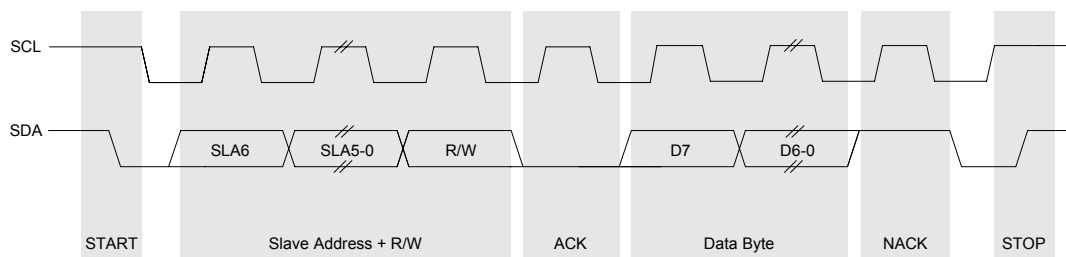 SCL
SDA
SLA6 SLA5-0 R/W D7 D6-0
START Slave Address + R/W ACK Data Byte NACK STOP